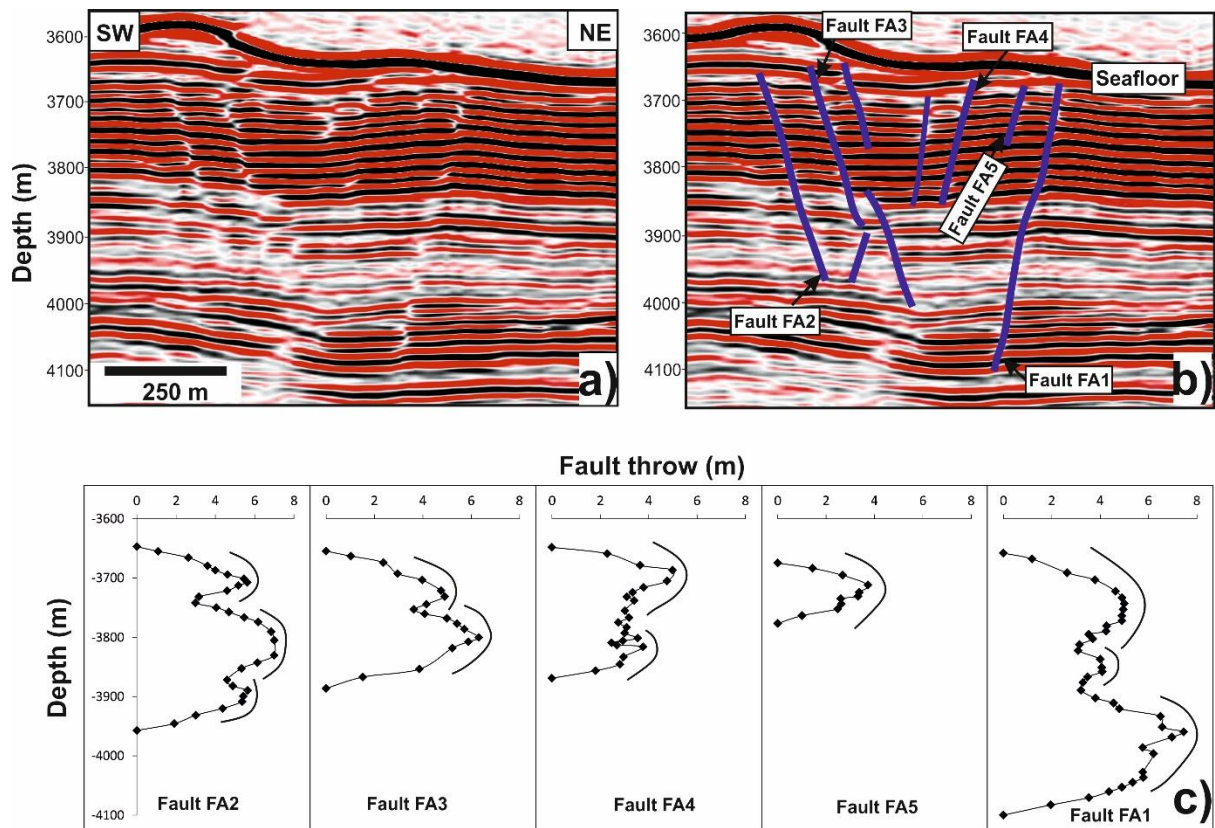 SW
NE
3600
3700
3800
3900
4000
4100
Depth (m)
250 m
a)
3600
3700
3800
3900
4000
4100
Fault FA3
Fault FA4
Seafloor
Fault FA5
Fault FA2
Fault FA1
b)
Fault throw (m)
0 2 4 6 8
0 2 4 6 8
0 2 4 6 8
0 2 4 6 8
0 2 4 6 8
-3600
-3700
-3800
-3900
-4000
-4100
Depth (m)
Fault FA2
Fault FA3
Fault FA4
Fault FA5
Fault FA1
c)